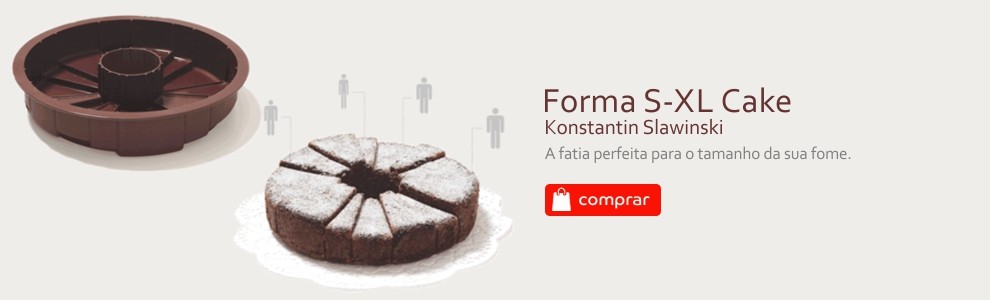 Forma S-XL Cake
Konstantin Slawinski
A fatia perfeita para o tamanho da sua fome.
comprar